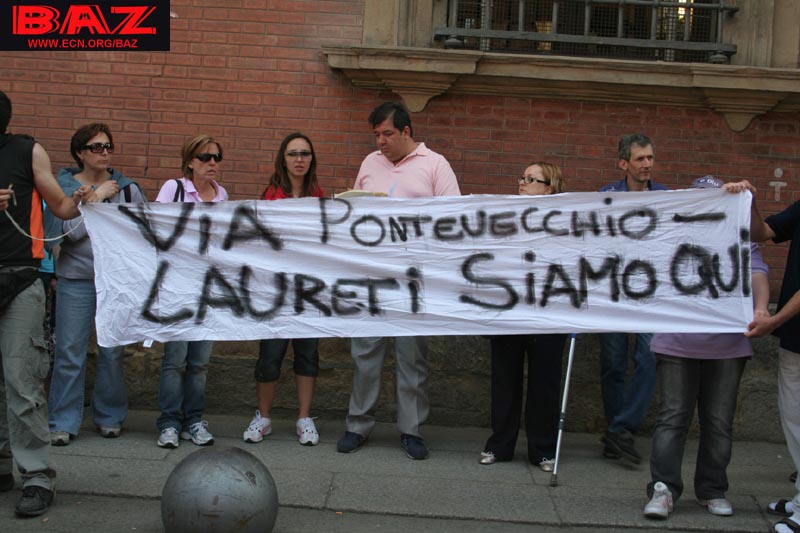 BAZ
WWW.ECN.ORG/BAZ
VIA PONTEVECCHIO -
LAURETI SIAMO QUI